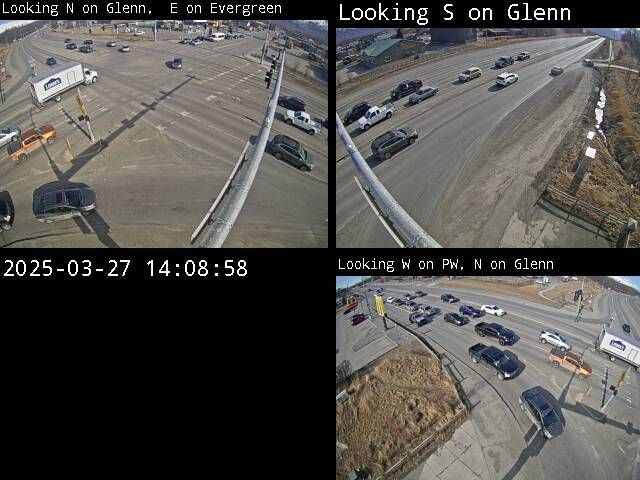 Looking N on Glenn,  E on Evergreen
Looking S on Glenn
LOWE'S
2025-03-27 14:08:58
Looking W on PW, N on Glenn
LOWE'S